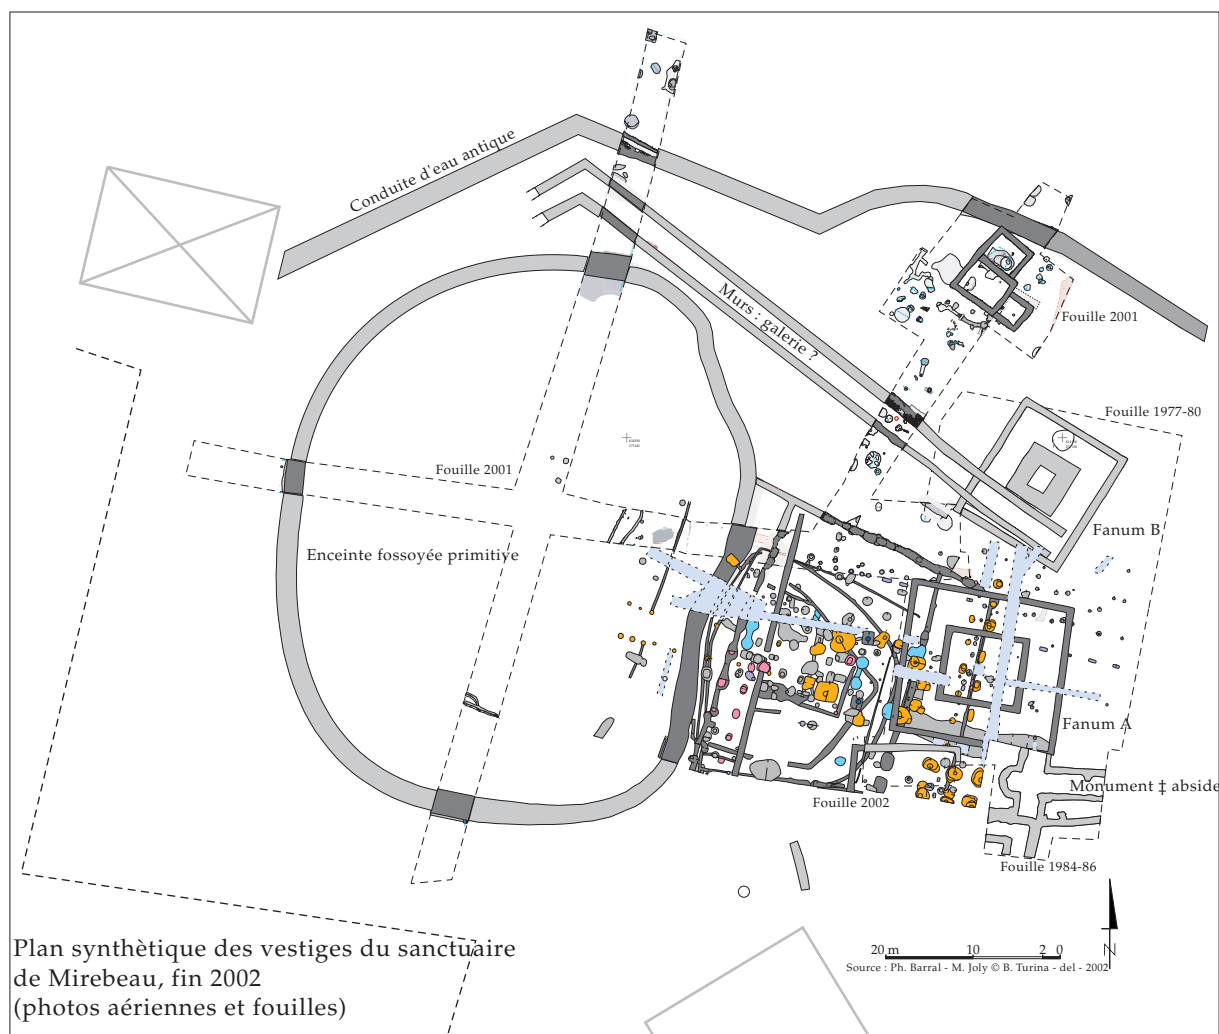 Conduite d'eau antique
Murs : galerie ?
Fouille 2001
Fouille 1977-80
Fouille 2001
Fanum B
Enceinte fossoyée primitive
Fanum A
Monument ‡ abside
Fouille 2002
Fouille 1984-86
N
20 m 10 2 0
Source : Ph. Barral - M. Joly © B. Turina - del - 2002
Plan synthètique des vestiges du sanctuaire
de Mirebeau, fin 2002
(photos aériennes et fouilles)